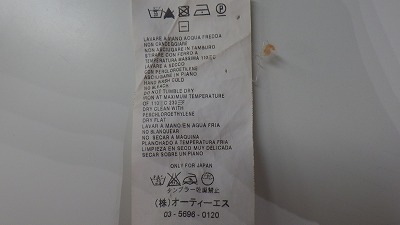 LAVARE A MANO ACQUA FREDDA
NON CANDEGGIARE
NON ASCIUGARE IN TAMBURO
STIRARE CON FERRO A
TEMPERATURA MASSIMA 110
LAVARE A SECCO
CON PERCLOROETILENE
ASCIUGARE IN PIANO
HAND WASH COLD
NO BLEACH
DO NOT TUMBLE DRY
IRON AT MAXIMUM TEMPERATURE
OF 110 C 230
DRY CLEAN WITH
PERCHLOROETHYLENE
DRY FLAT
LAVAR A MANO EN AQUA FRIA
NO BLANQUEAR
NO SECAR A MAQUINA
PLANCHADO A TEMPERATURA FRIA
LIMPIEZA EN SECO MUY DELICADA
SECAR SOBRE UN PIANO
ONLY FOR JAPAN
タンブラー乾燥禁止
(株)オーティーエス
03-5696-0120